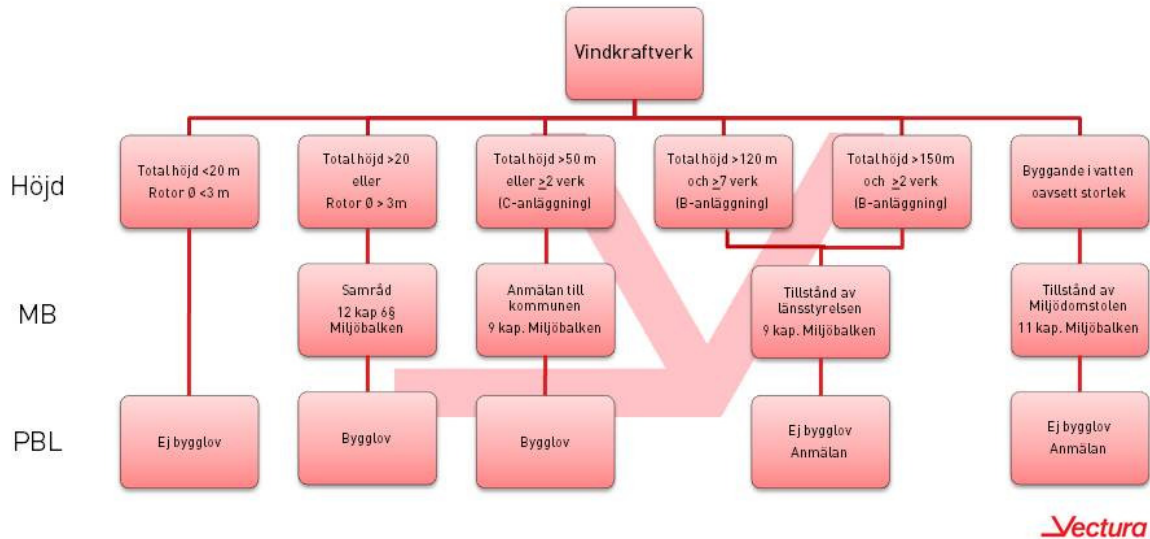 Vindkraftverk
Höjd
Total höjd <20 m
Rotor Ø <3 m
Total höjd >20
eller
Rotor Ø > 3m
Total höjd >50 m
eller ≥2 verk
(C-anläggning)
Total höjd >120 m
och ≥7 verk
(B-anläggning)
Total höjd >150m
och ≥2 verk
(B-anläggning)
Byggande i vatten
oavsett storlek
MB
Samråd
12 kap 6§
Miljöbalken
Anmälan till
kommunen
9 kap. Miljöbalken
Tillstånd av
länsstyrelsen
9 kap. Miljöbalken
Tillstånd av
Miljödomstolen
11 kap. Miljöbalken
PBL
Ej bygglov
Bygglov
Bygglov
Ej bygglov
Anmälan
Ej bygglov
Anmälan
Vectura